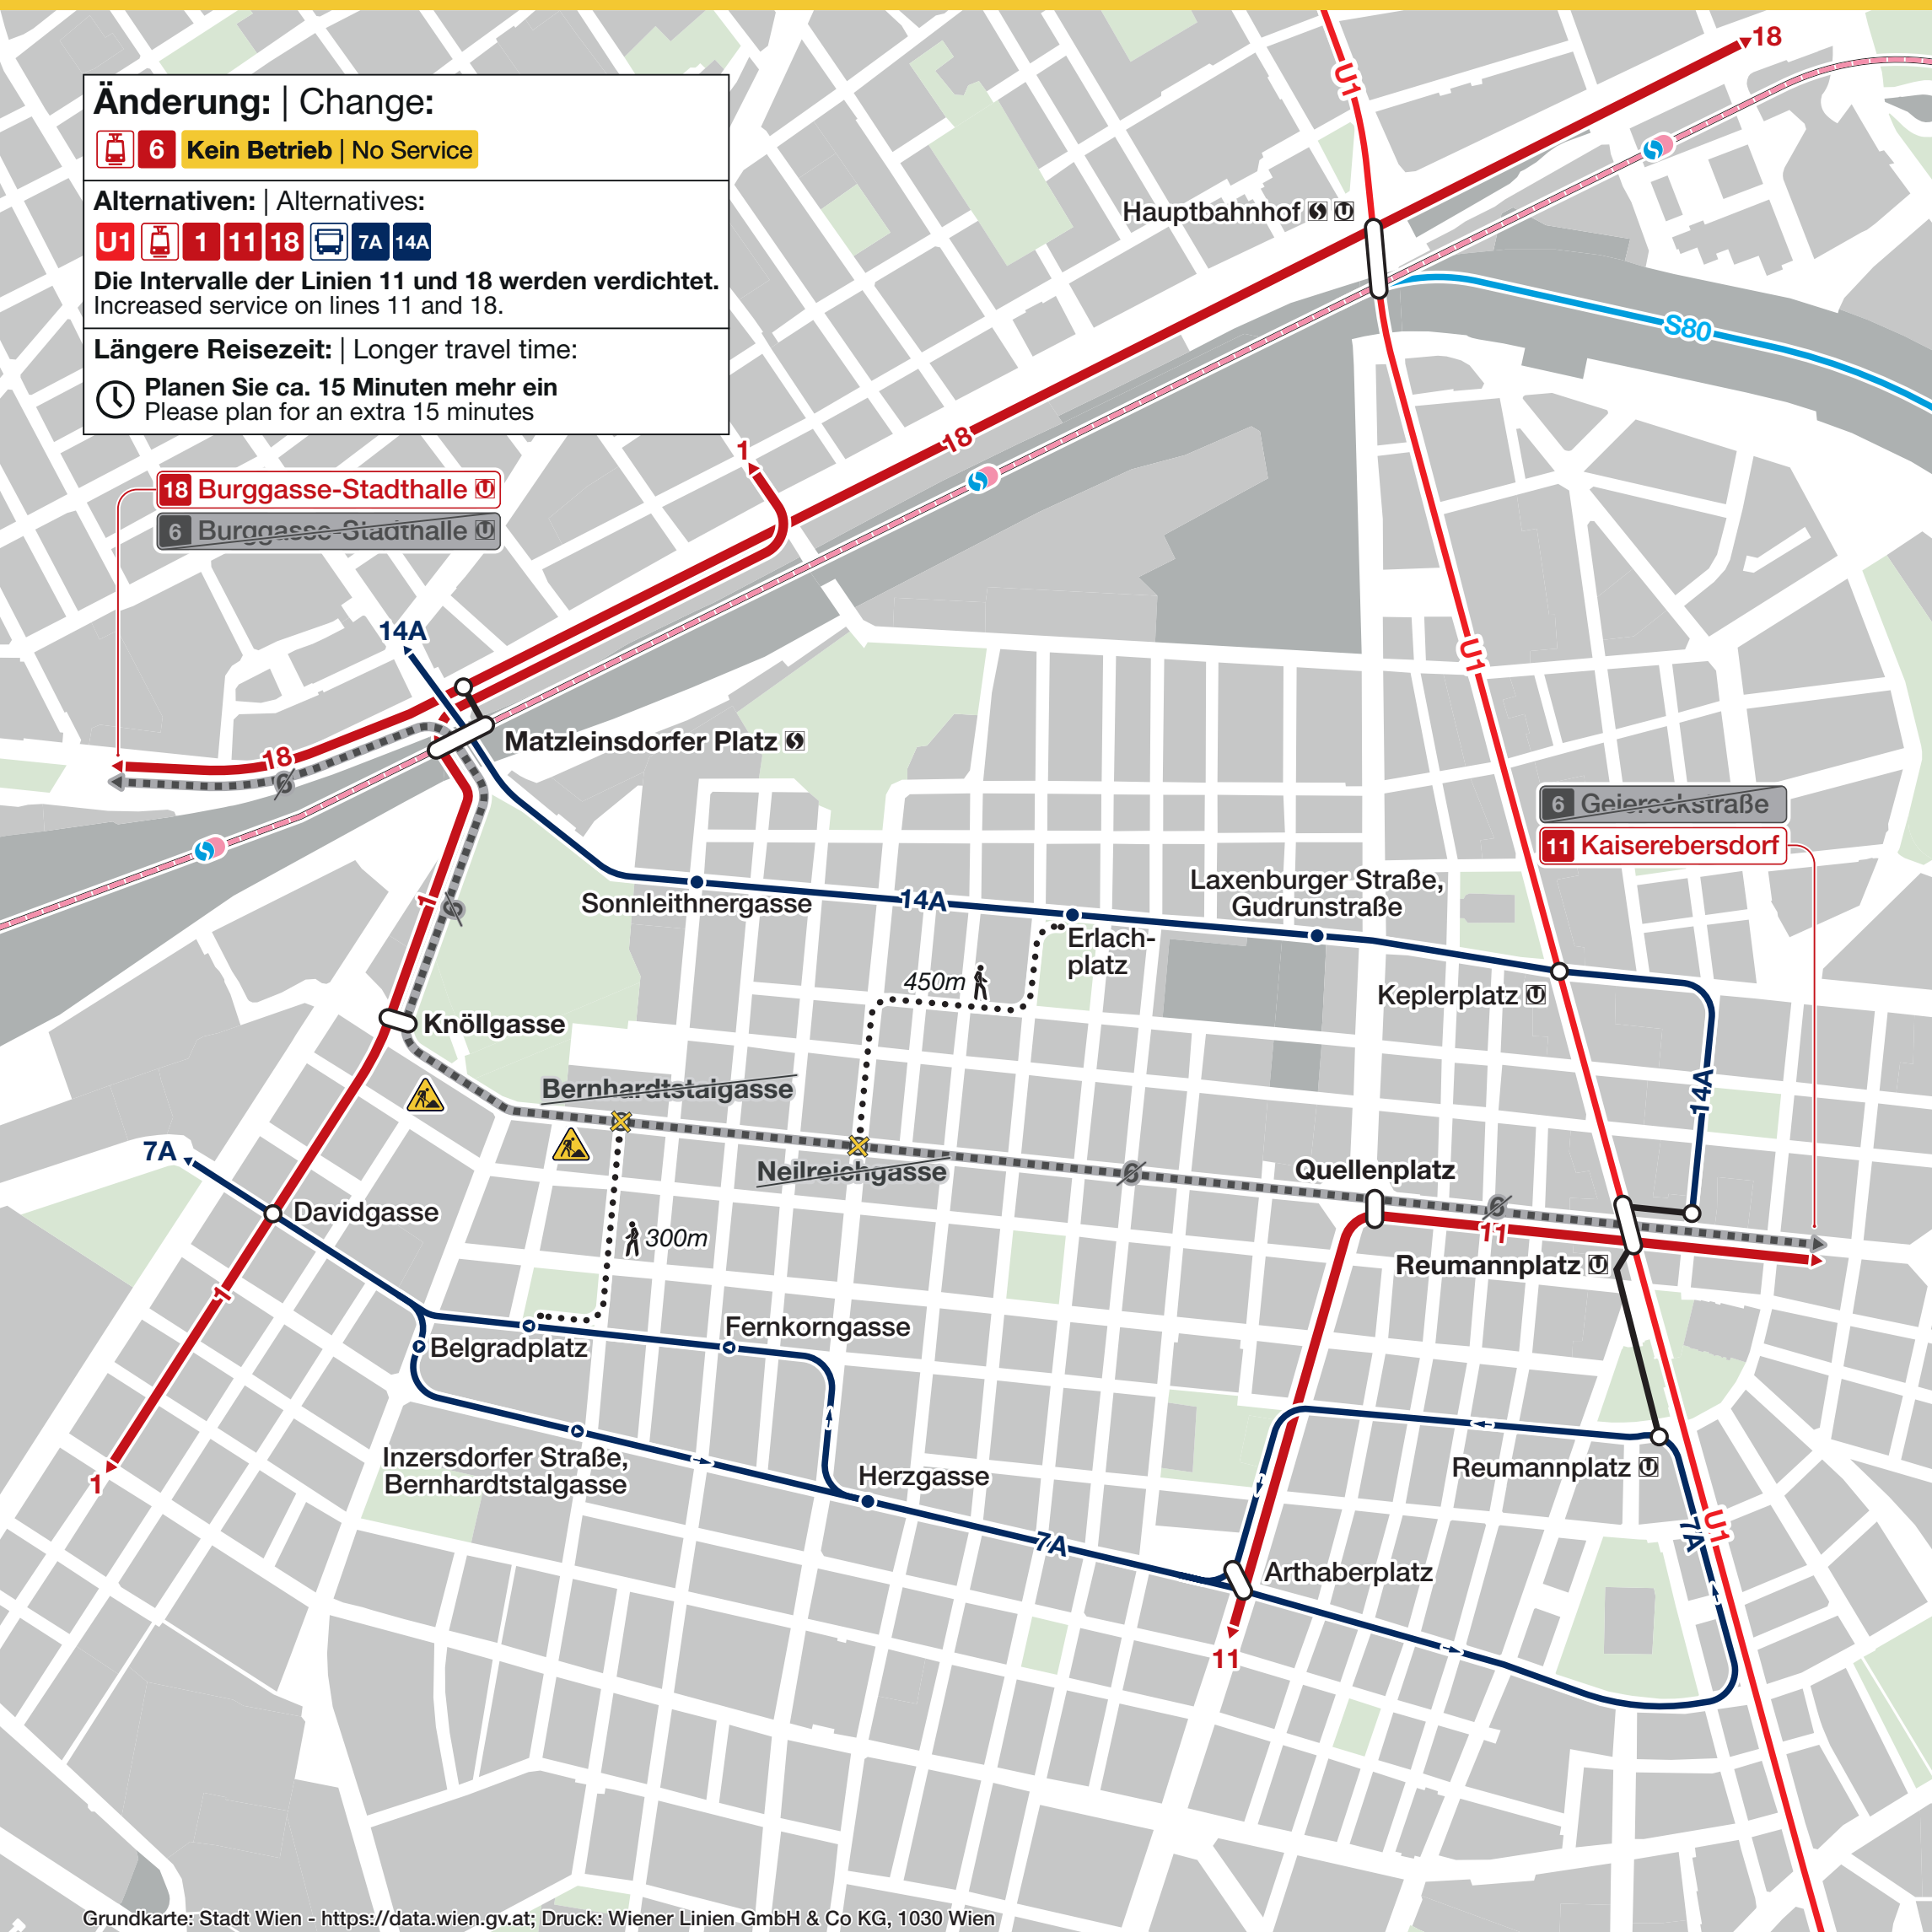 Änderung: | Change:
6 Kein Betrieb | No Service
Alternativen: | Alternatives:
U1 1 11 18 7A 14A
Die Intervalle der Linien 11 und 18 werden verdichtet.
Increased service on lines 11 and 18.
Längere Reisezeit: | Longer travel time:
Planen Sie ca. 15 Minuten mehr ein
Please plan for an extra 15 minutes
18
U1
Hauptbahnhof
S80
18
1
18 Burggasse-Stadthalle
6 Burggasse-Stadthalle
14A
U1
Matzleinsdorfer Platz
18
6
6 Geiereckstraße
11 Kaiserebersdorf
1
6
Sonnleithnergasse
14A
Laxenburger Straße,
Gudrunstraße
Erlach-
platz
450m
Keplerplatz
Knöllgasse
14A
Bernhardtstalgasse
Neilreichgasse
6
Quellenplatz
6
11
7A
Davidgasse
300m
Reumannplatz
1
Fernkorngasse
Belgradplatz
Inzersdorfer Straße,
Bernhardtstalgasse
Herzgasse
Reumannplatz
1
7A
7A
U1
Arthaberplatz
11
Grundkarte: Stadt Wien - https://data.wien.gv.at; Druck: Wiener Linien GmbH & Co KG, 1030 Wien